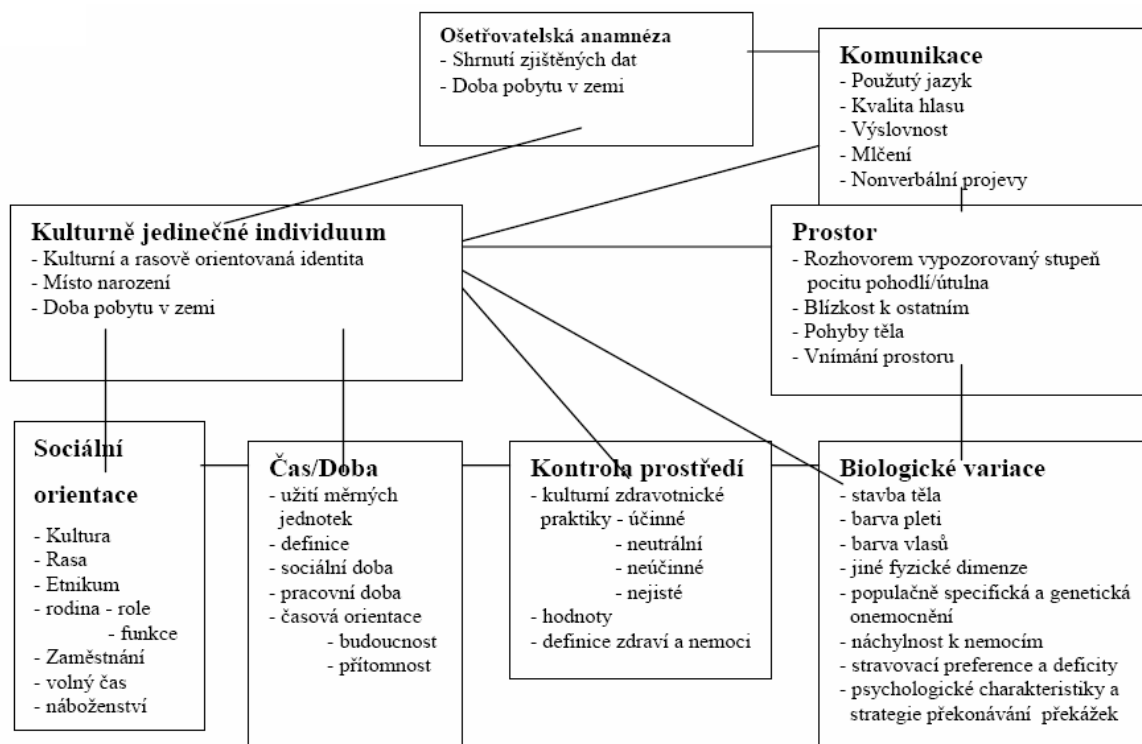 Ošetřovatelská anamnéza
- Shrnutí zjištěných dat
- Doba pobytu v zemi
Komunikace
- Použutý jazyk
- Kvalita hlasu
- Výslovnost
- Mlčení
- Nonverbální projevy
Kulturně jedinečné individuum
- Kulturní a rasově orientovaná identita
- Místo narození
- Doba pobytu v zemi
Prostor
- Rozhovorem vypozorovaný stupeň
pocitu pohodlí/útulna
- Blízkost k ostatním
- Pohyby těla
- Vnímání prostoru
Sociální
orientace
- Kultura
- Rasa
- Etnikum
- rodina - role
- funkce
- Zaměstnání
- volný čas
- náboženství
Čas/Doba
- užití měrných
jednotek
- definice
- sociální doba
- pracovní doba
- časová orientace
- budoucnost
- přítomnost
Kontrola prostředí
- kulturní zdravotnické
praktiky - účinné
- neutrální
- neúčinné
- nejisté
- hodnoty
- definice zdraví a nemoci
Biologické variace
- stavba těla
- barva pleti
- barva vlasů
- jiné fyzické dimenze
- populačně specifická a genetická
onemocnění
- náchylnost k nemocím
- stravovací preference a deficity
- psychologické charakteristiky a
strategie překonávání překážek